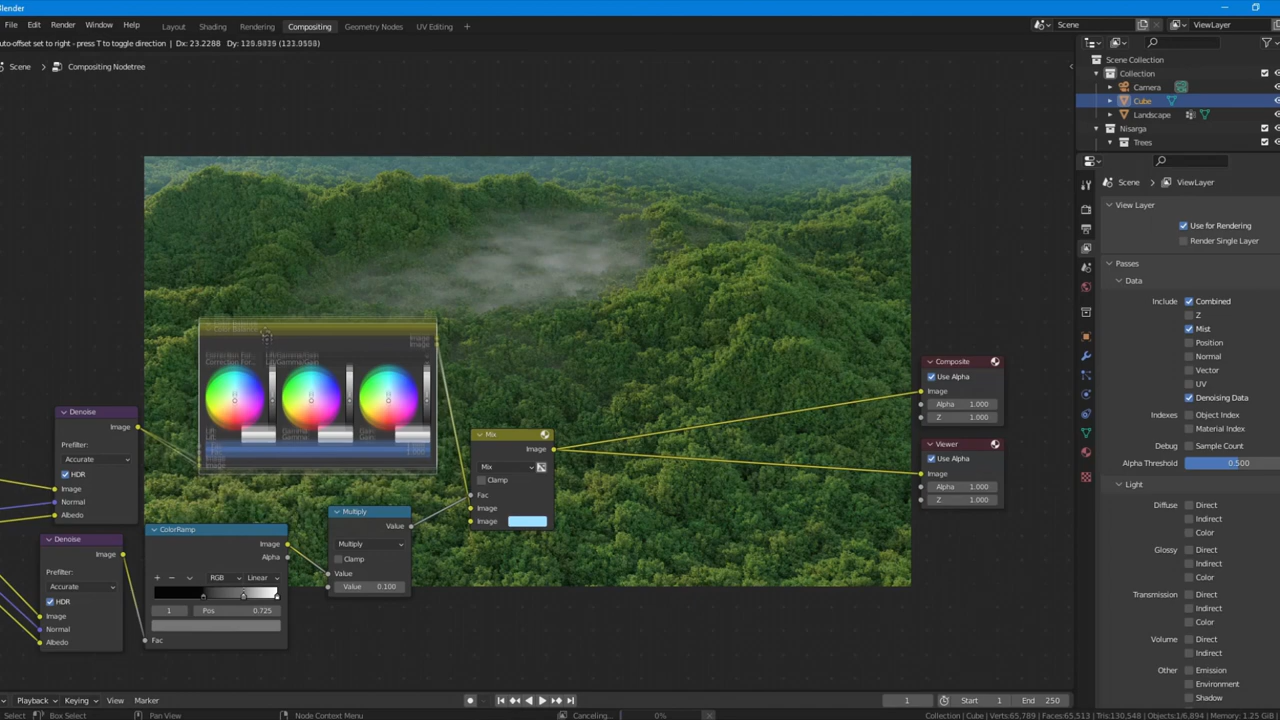 Blender
File Edit Render Window Help
Layout Shading Rendering Compositing Geometry Nodes UV Editing +
Scene ViewLayer
uto-offset set to right - press T to toggle direction | Dx: 23.2288
Scene Compositing Nodetree
Scene Collection
Collection
Camera
Cube
Landscape
Nisarga
Trees
Scene ViewLayer
View Layer
Use for Rendering
Render Single Layer
Passes
Data
Include Combined
Z
Mist
Position
Normal
Vector
UV
Denoising Data
Indexes Object Index
Material Index
Debug Sample Count
Alpha Threshold 0.500
Light
Diffuse Direct
Indirect
Color
Glossy Direct
Indirect
Color
Transmission Direct
Indirect
Color
Volume Direct
Indirect
Other Emission
Environment
Shadow
Denoise
Image
Prefilter:
Accurate
HDR
Image
Normal
Albedo
Denoise
Image
Prefilter:
Accurate
HDR
Image
Normal
Albedo
Image
ColorRamp
Image
Alpha
RGB Linear
1 Pos 0.725
Fac
Multiply
Value
Multiply
Clamp
Value
Value 0.100
Mix
Image
Mix
Clamp
Fac
Image
Image
Composite
Use Alpha
Image
Alpha 1.000
Z 1.000
Viewer
Use Alpha
Image
Alpha 1.000
Z 1.000
Playback Keying View Marker
1 Start 1 End 250
Select Box Select Pan View Node Context Menu Canceling... 0% Collection | Cube | Verts:65,789 | Faces:65,513 | Tris:130,548 | Objects:1/6,894 | Memory: 1.25 GiB